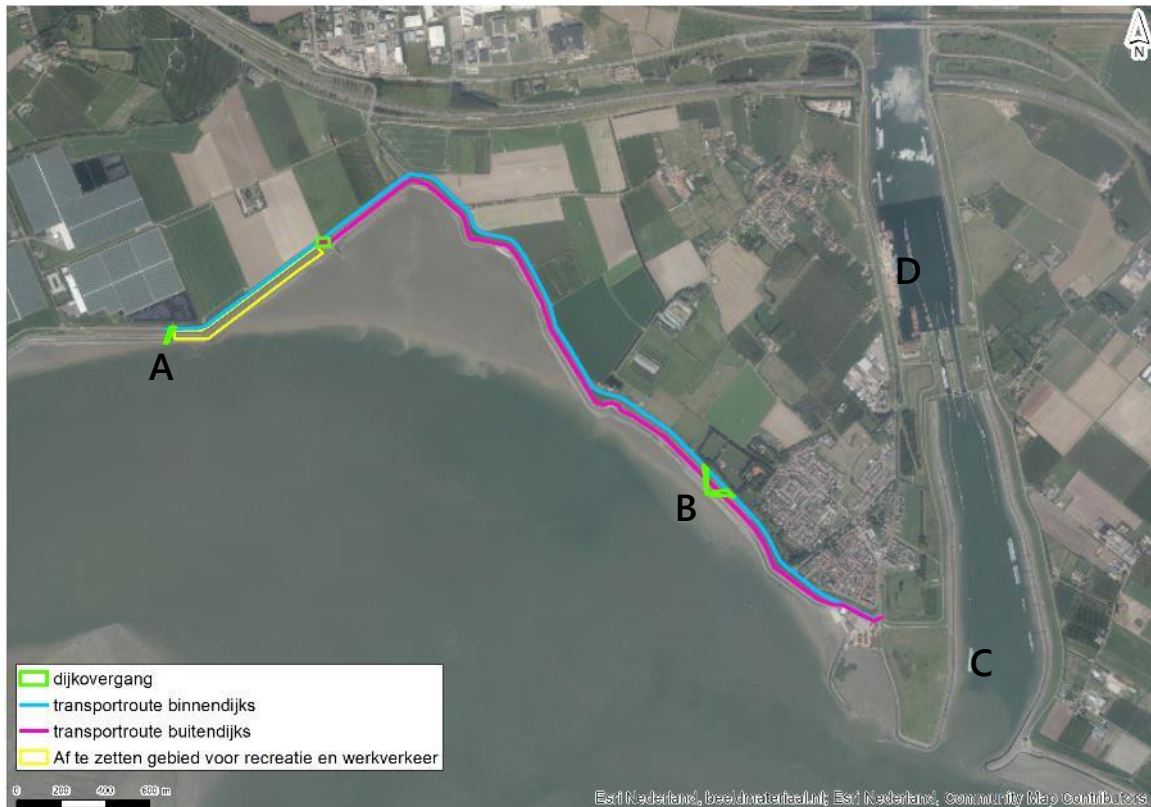 N
D
A
B
C
dijkovergang
transportroute binnendijks
transportroute buitendijks
Af te zetten gebied voor recreatie en werkverkeer
0 200 400 600 m
Esri Nederland, beeldmateriaal.nl; Esri Nederland, Community Map Contributors